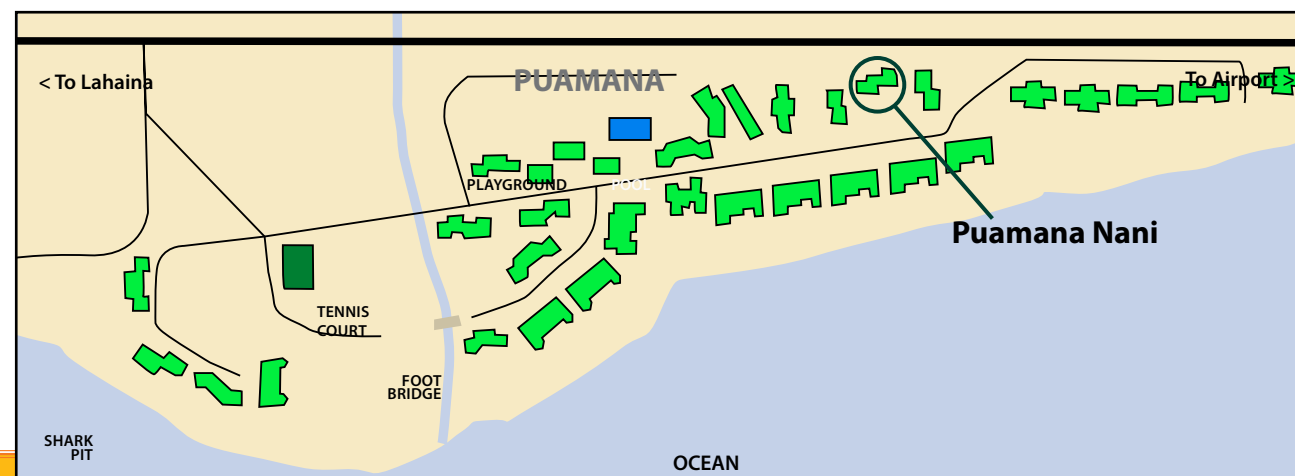 < To Lahaina
PUAMANA
To Airport >
PLAYGROUND
POOL
Puamana Nani
TENNIS
COURT
FOOT
BRIDGE
SHARK
PIT
OCEAN